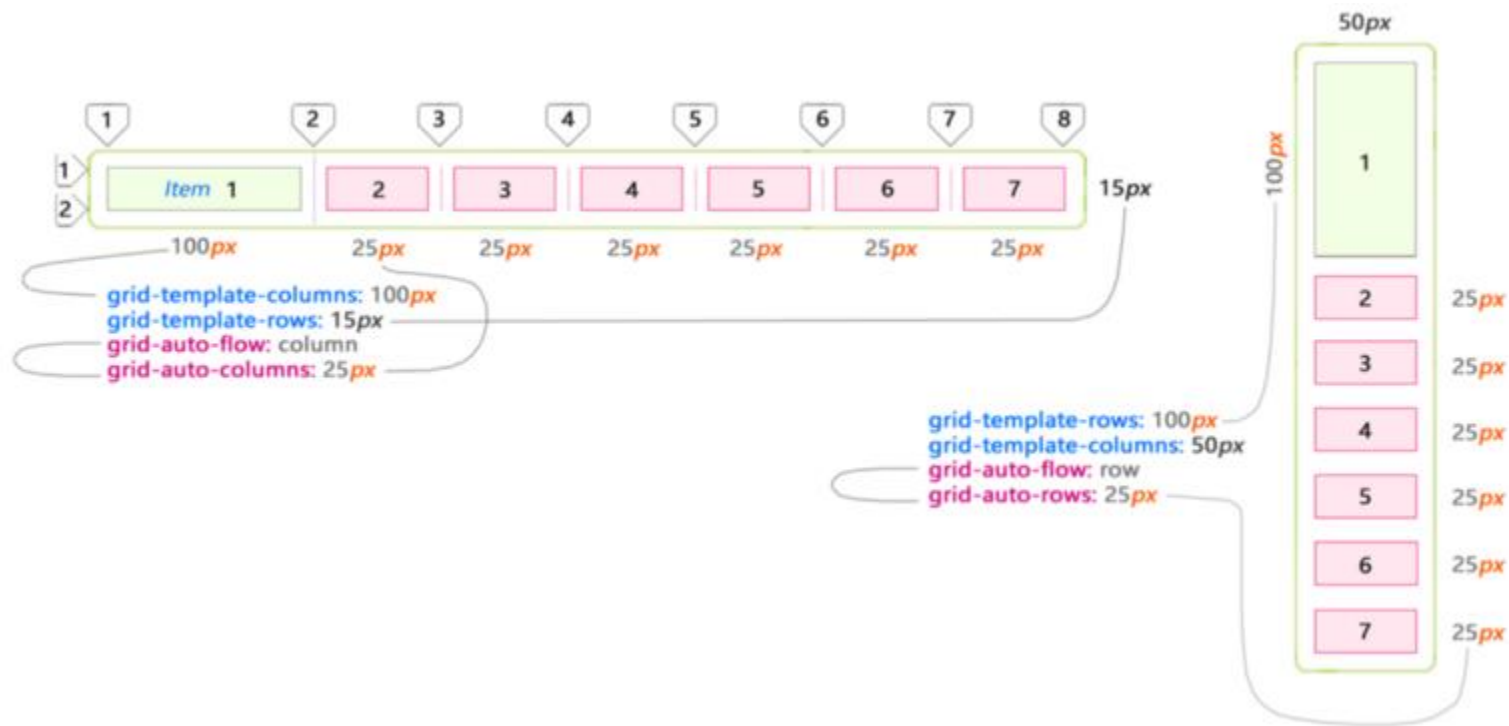 50px
1 2 3 4 5 6 7 8
1
2
Item 1 2 3 4 5 6 7
15px
100px 25px 25px 25px 25px 25px 25px
grid-template-columns: 100px
grid-template-rows: 15px
grid-auto-flow: column
grid-auto-columns: 25px
100px
1
2 25px
3 25px
4 25px
5 25px
6 25px
7 25px
grid-template-rows: 100px
grid-template-columns: 50px
grid-auto-flow: row
grid-auto-rows: 25px